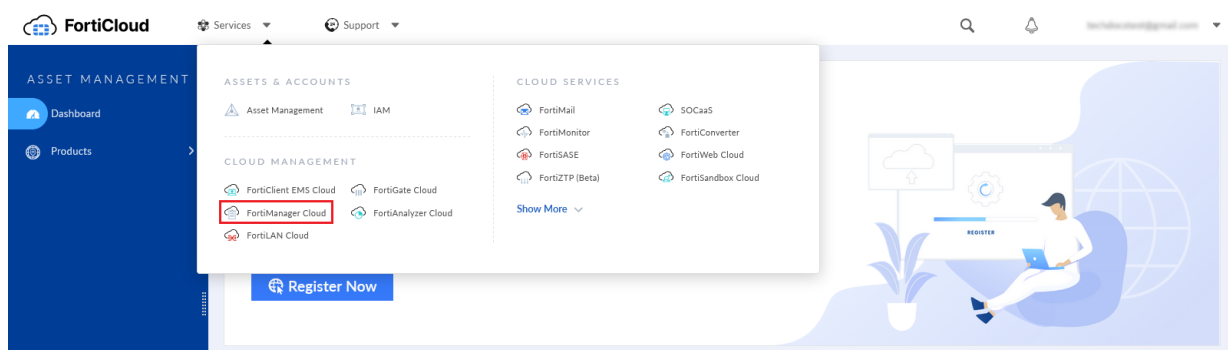 FortiCloud
Services
Support
ASSET MANAGEMENT
Dashboard
Products
ASSETS & ACCOUNTS
Asset Management
IAM
CLOUD MANAGEMENT
FortiClient EMS Cloud
FortiGate Cloud
FortiManager Cloud
FortiAnalyzer Cloud
FortiLAN Cloud
CLOUD SERVICES
FortiMail
SOCaaS
FortiMonitor
FortiConverter
FortiSASE
FortiWeb Cloud
FortiZTP (Beta)
FortiSandbox Cloud
Show More
REGISTER
Register Now